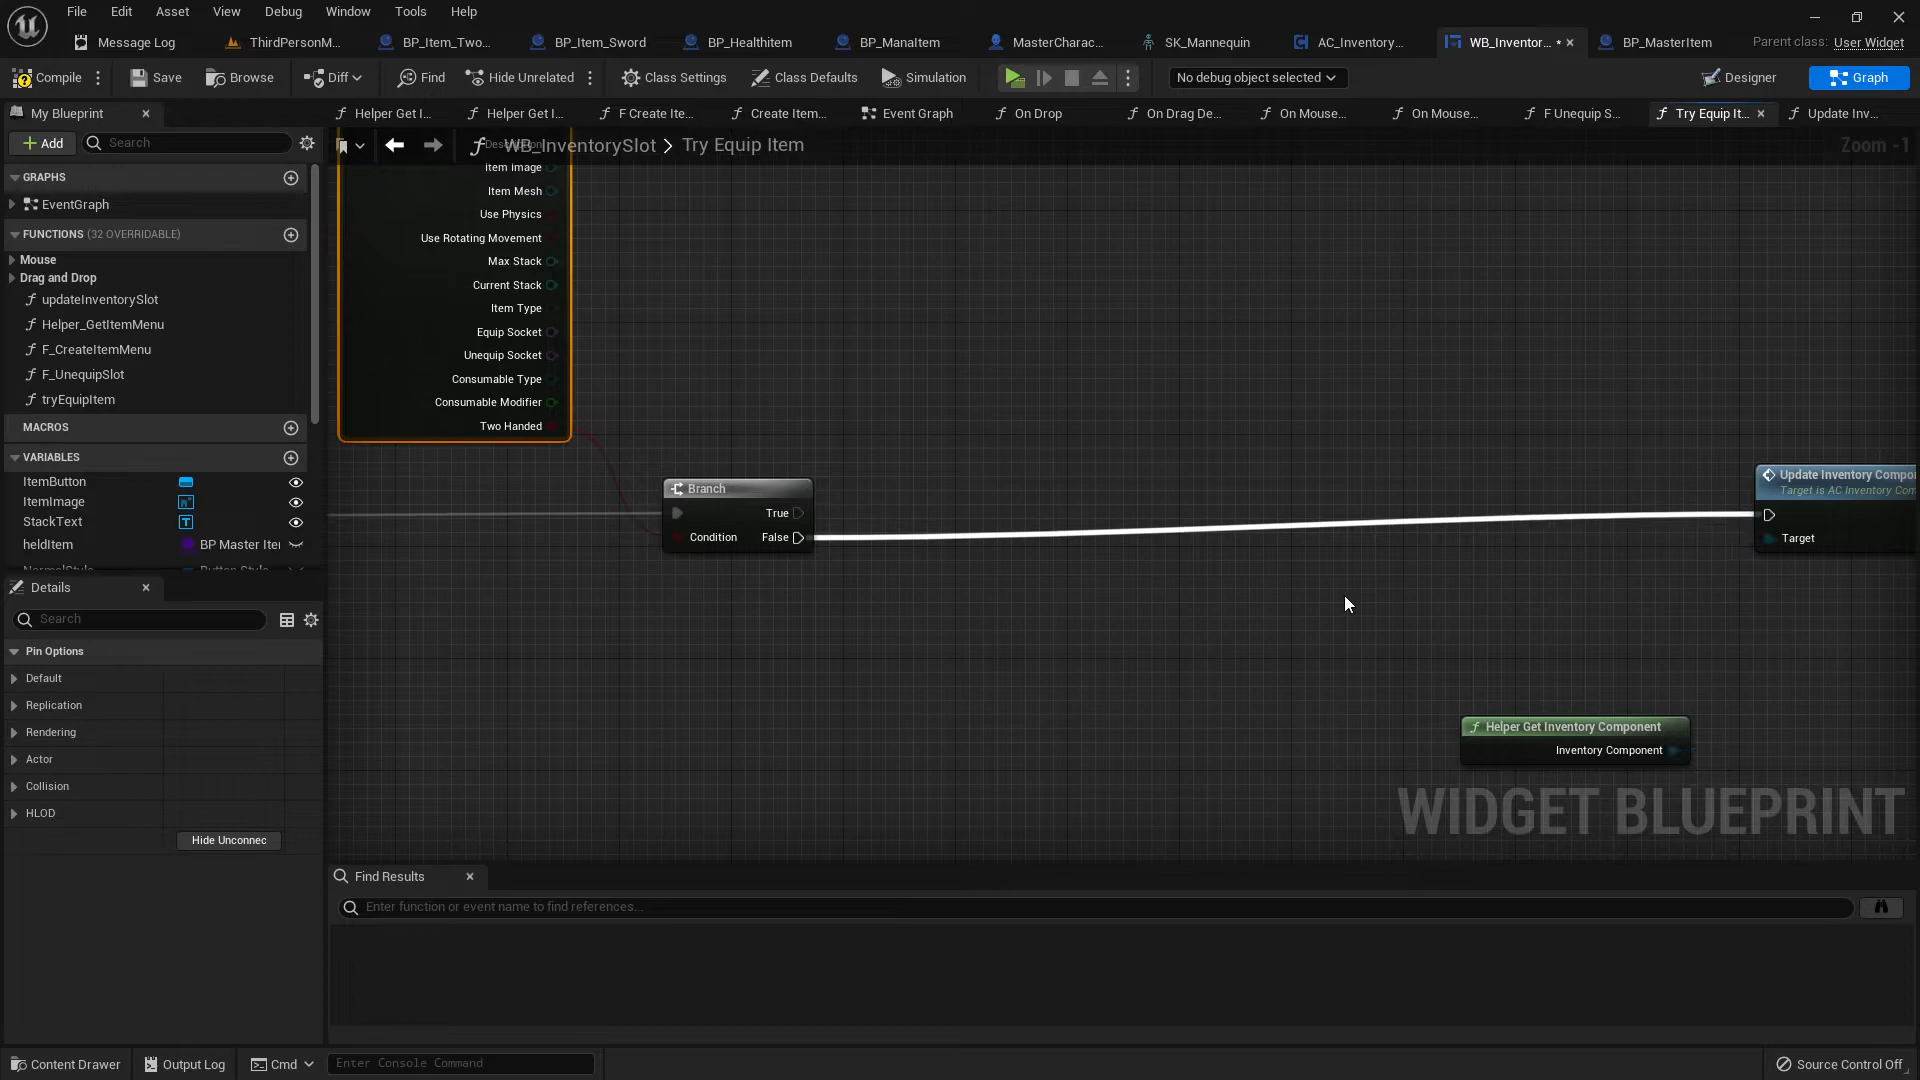 File Edit Asset View Debug Window Tools Help
Message Log ThirdPersonM... BP_Item_Two... BP_Item_Sword BP_Healthitem BP_ManaItem MasterCharac... SK_Mannequin AC_Inventory... WB_Inventor... * BP_MasterItem Parent class: User Widget
Compile Save Browse Diff Find Hide Unrelated Class Settings Class Defaults Simulation No debug object selected Designer Graph
My Blueprint Helper Get I... Helper Get I... F Create Ite... Create Item... Event Graph On Drop On Drag De... On Mouse... On Mouse... F Unequip S... Try Equip It... Update Inv...
Add Search
WB_InventorySlot > Try Equip Item Zoom -1
Description
Item Image
Item Mesh
Use Physics
Use Rotating Movement
Max Stack
Current Stack
Item Type
Equip Socket
Unequip Socket
Consumable Type
Consumable Modifier
Two Handed
GRAPHS
EventGraph
FUNCTIONS (32 OVERRIDABLE)
Mouse
Drag and Drop
updateInventorySlot
Helper_GetItemMenu
F_CreateItemMenu
F_UnequipSlot
tryEquipItem
MACROS
VARIABLES
ItemButton
ItemImage
StackText
heldItem BP Master Iter
NormalStyle Button Style
Branch
True
Condition False
Update Inventory Compo
Target is AC Inventory Com
Target
Helper Get Inventory Component
Inventory Component
WIDGET BLUEPRINT
Details
Search
Pin Options
Default
Replication
Rendering
Actor
Collision
HLOD
Hide Unconnec
Find Results
Enter function or event name to find references...
Content Drawer Output Log Cmd Enter Console Command Source Control Off